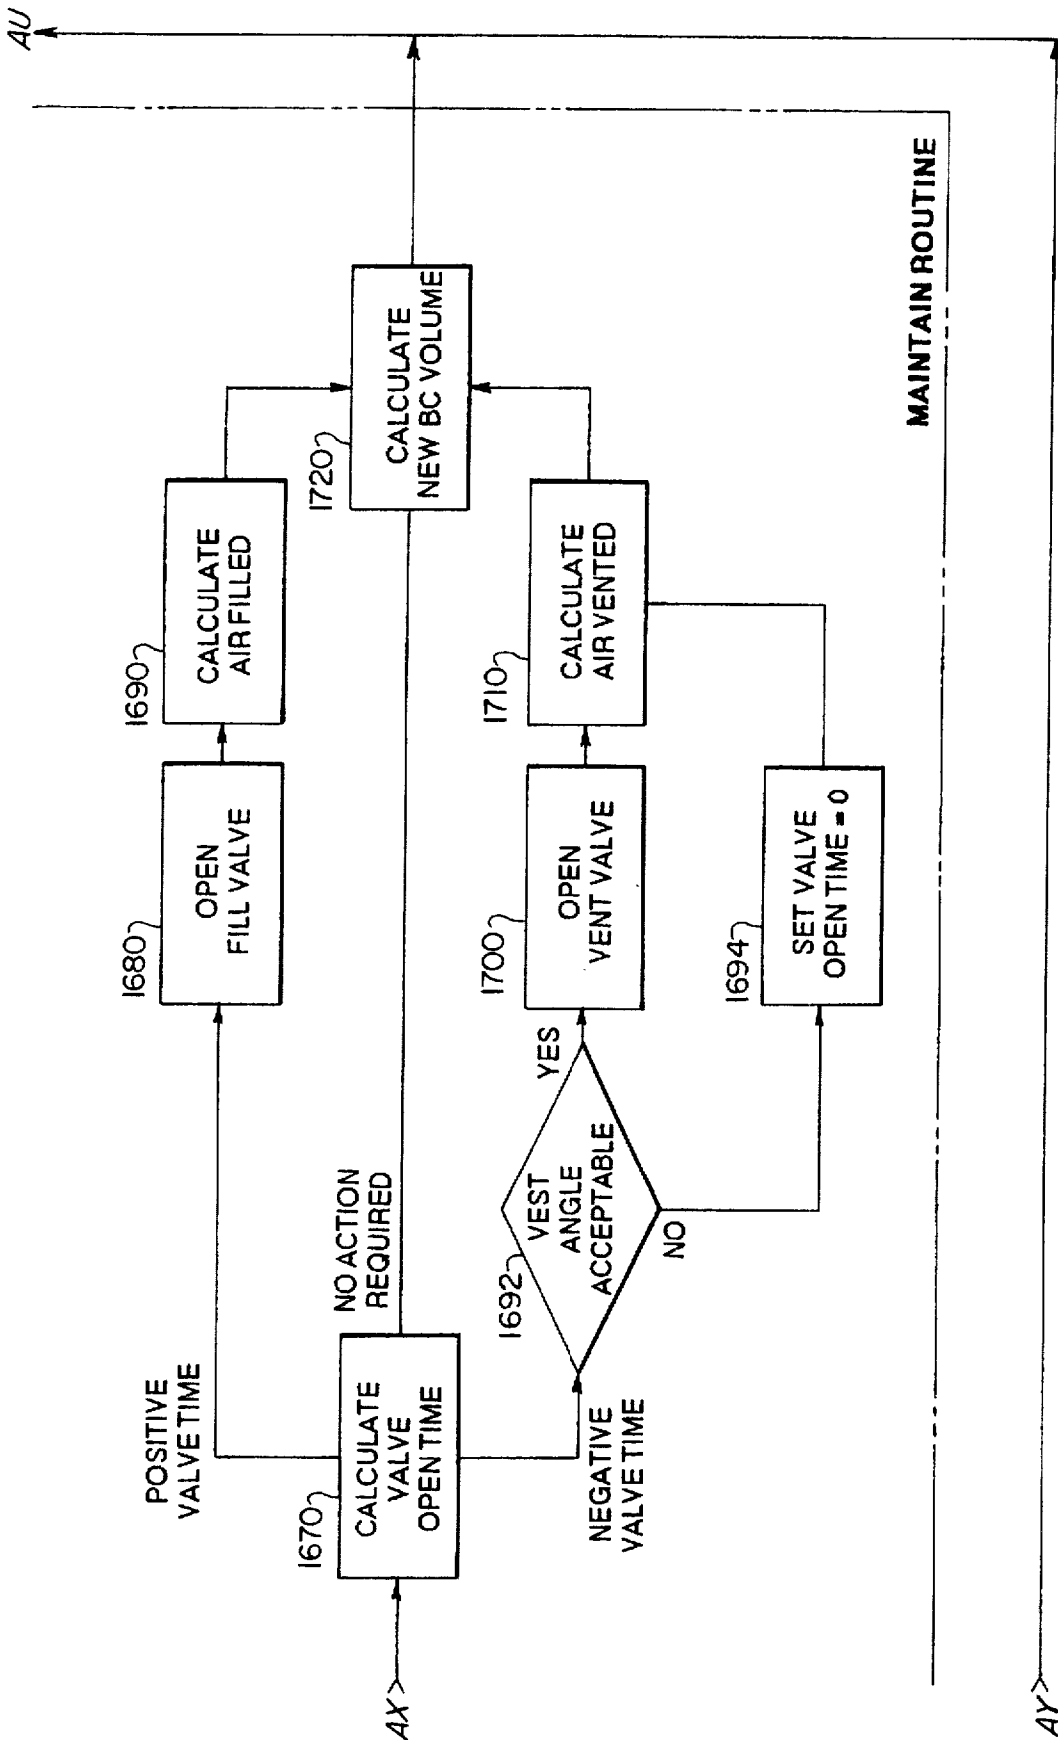 AX
1670
CALCULATE
VALVE
OPEN TIME
POSITIVE
VALVE TIME
NO ACTION
REQUIRED
NEGATIVE
VALVE TIME
1680
OPEN
FILL VALVE
1690
CALCULATE
AIR FILLED
1692
VEST
ANGLE
ACCEPTABLE
YES
NO
1700
OPEN
VENT VALVE
1710
CALCULATE
AIR VENTED
1694
SET VALVE
OPEN TIME = 0
1720
CALCULATE
NEW BC VOLUME
MAINTAIN ROUTINE
AU
AY